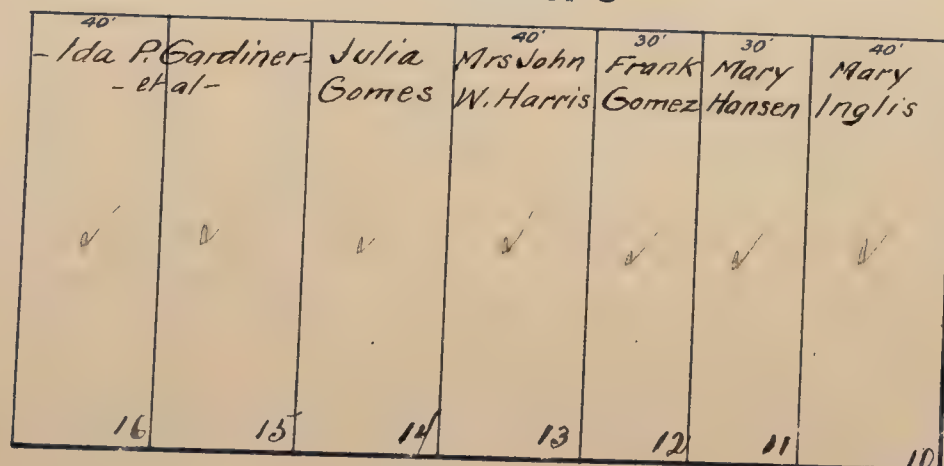 40' 40' 30' 30' 40'
- Ida P. Gardiner- Julia Mrs John Frank Mary Mary
- et al - Gomes W. Harris Gomez Hansen Inglis
16 15 14 13 12 11 10